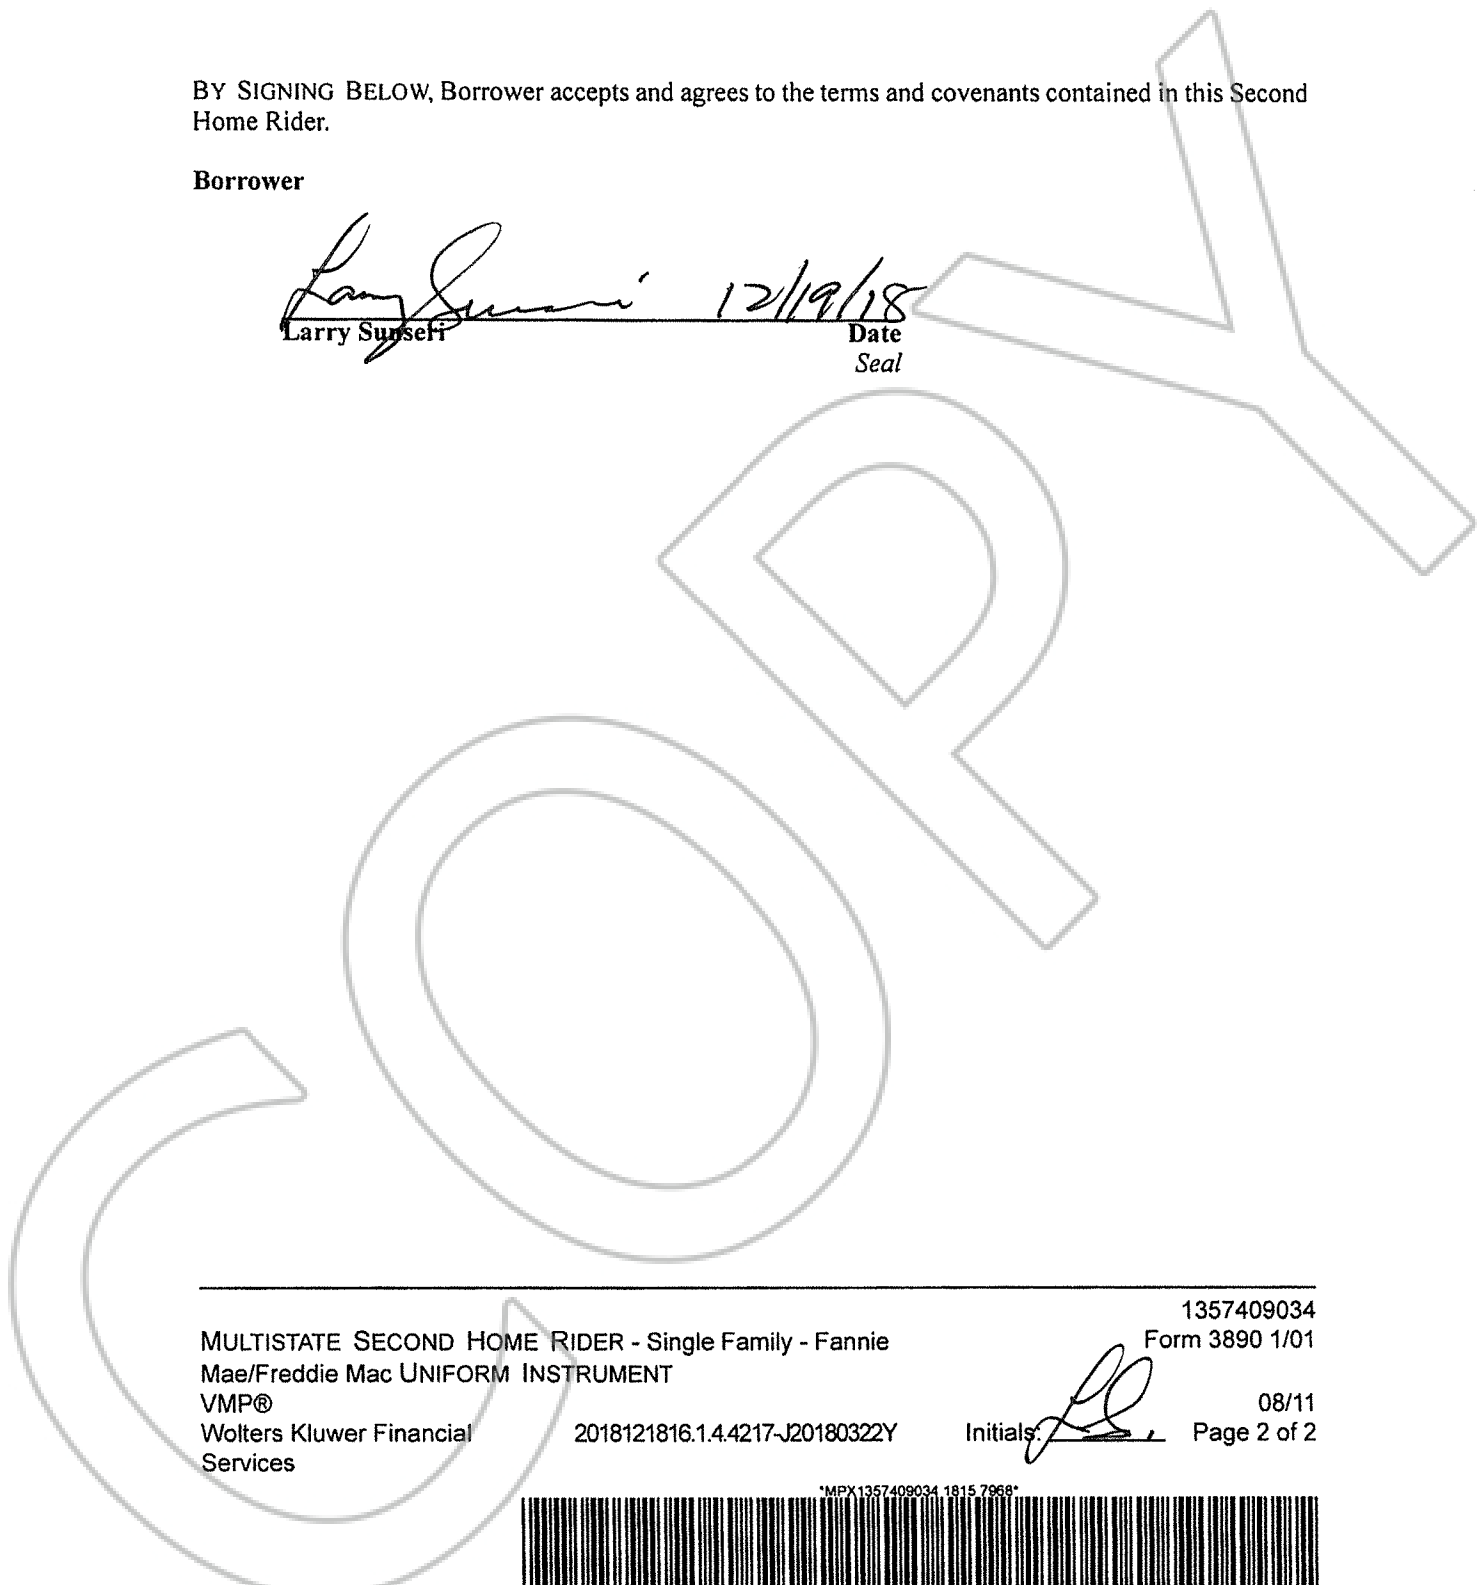 BY SIGNING BELOW, Borrower accepts and agrees to the terms and covenants contained in this Second
Home Rider.
Borrower
Larry Sunseri 12/19/18
Larry Sunseri Date
Seal
COPY
1357409034
MULTISTATE SECOND HOME RIDER - Single Family - Fannie Form 3890 1/01
Mae/Freddie Mac UNIFORM INSTRUMENT
VMP® 08/11
Wolters Kluwer Financial 2018121816.1.4.4217-J20180322Y Initials: LS. Page 2 of 2
Services
*MPX1357409034 1815 7968*